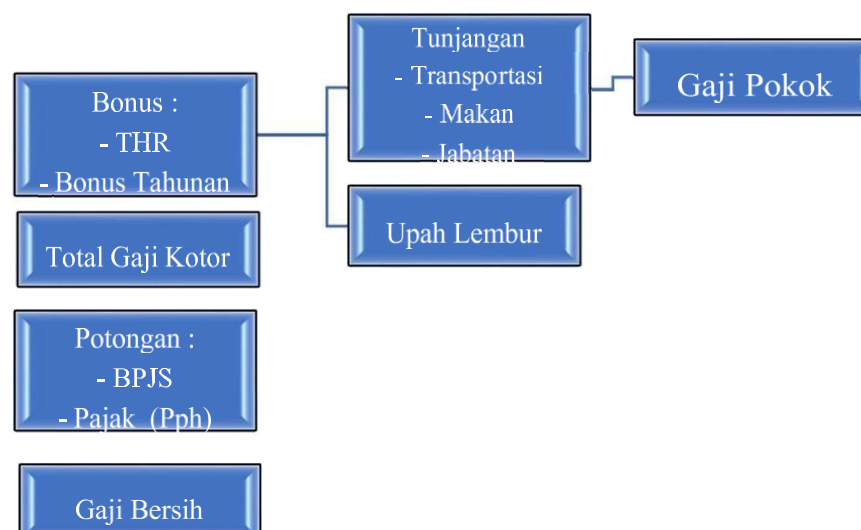 Bonus :
- THR
- Bonus Tahunan
Total Gaji Kotor
Potongan :
- BPJS
- Pajak (Pph)
Gaji Bersih
Tunjangan
- Transportasi
- Makan
- Jabatan
Upah Lembur
Gaji Pokok